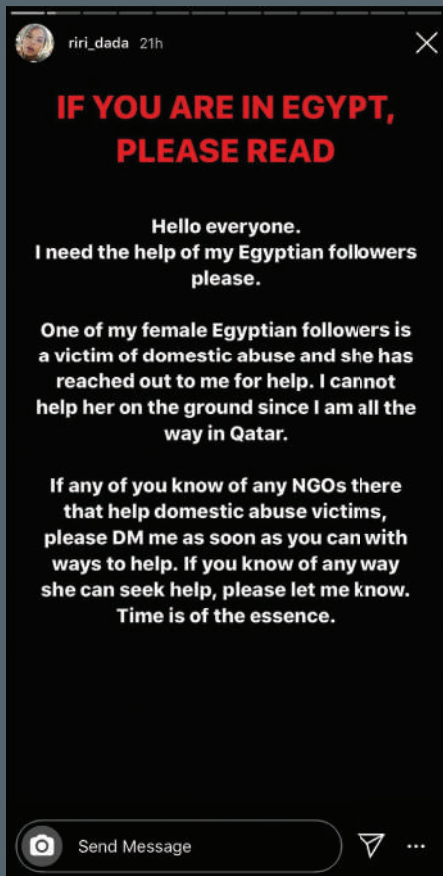 riri_dada 21h
IF YOU ARE IN EGYPT,
PLEASE READ
Hello everyone.
I need the help of my Egyptian followers
please.
One of my female Egyptian followers is
a victim of domestic abuse and she has
reached out to me for help. I cannot
help her on the ground since I am all the
way in Qatar.
If any of you know of any NGOs there
that help domestic abuse victims,
please DM me as soon as you can with
ways to help. If you know of any way
she can seek help, please let me know.
Time is of the essence.
Send Message